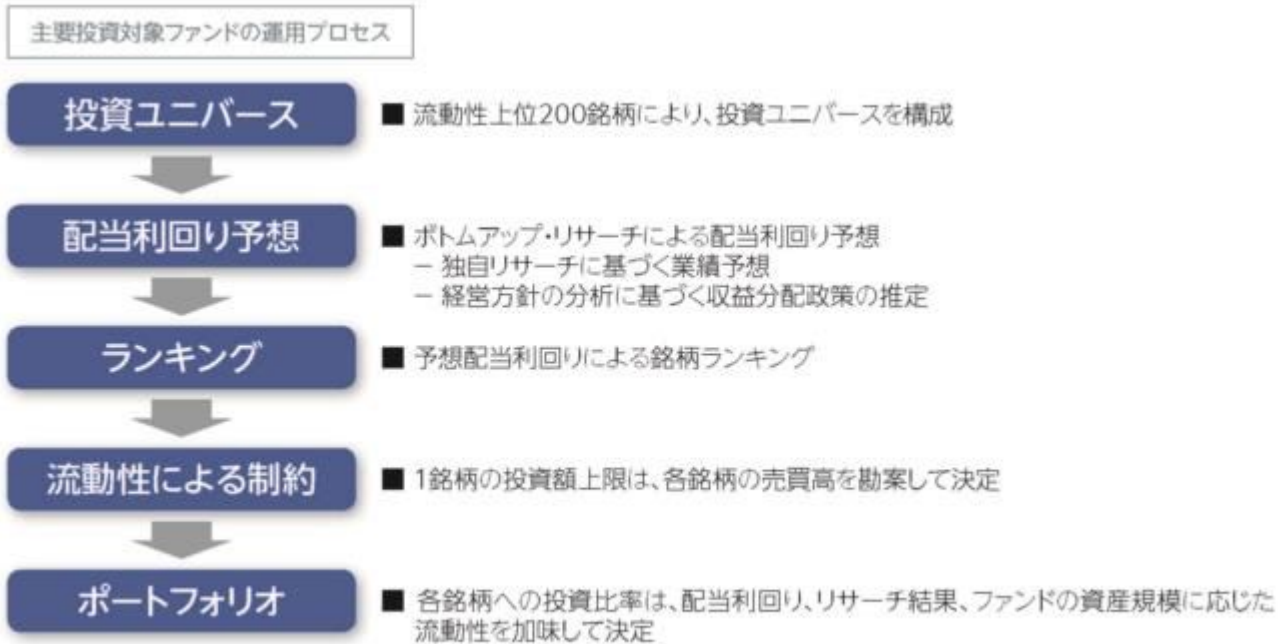 主要投資対象ファンドの運用プロセス
投資ユニバース
■ 流動性上位200銘柄により、投資ユニバースを構成
配当利回り予想
■ ボトムアップ・リサーチによる配当利回り予想
－ 独自リサーチに基づく業績予想
－ 経営方針の分析に基づく収益分配政策の推定
ランキング
■ 予想配当利回りによる銘柄ランキング
流動性による制約
■ 1銘柄の投資額上限は、各銘柄の売買高を勘案して決定
ポートフォリオ
■ 各銘柄への投資比率は、配当利回り、リサーチ結果、ファンドの資産規模に応じた
流動性を加味して決定